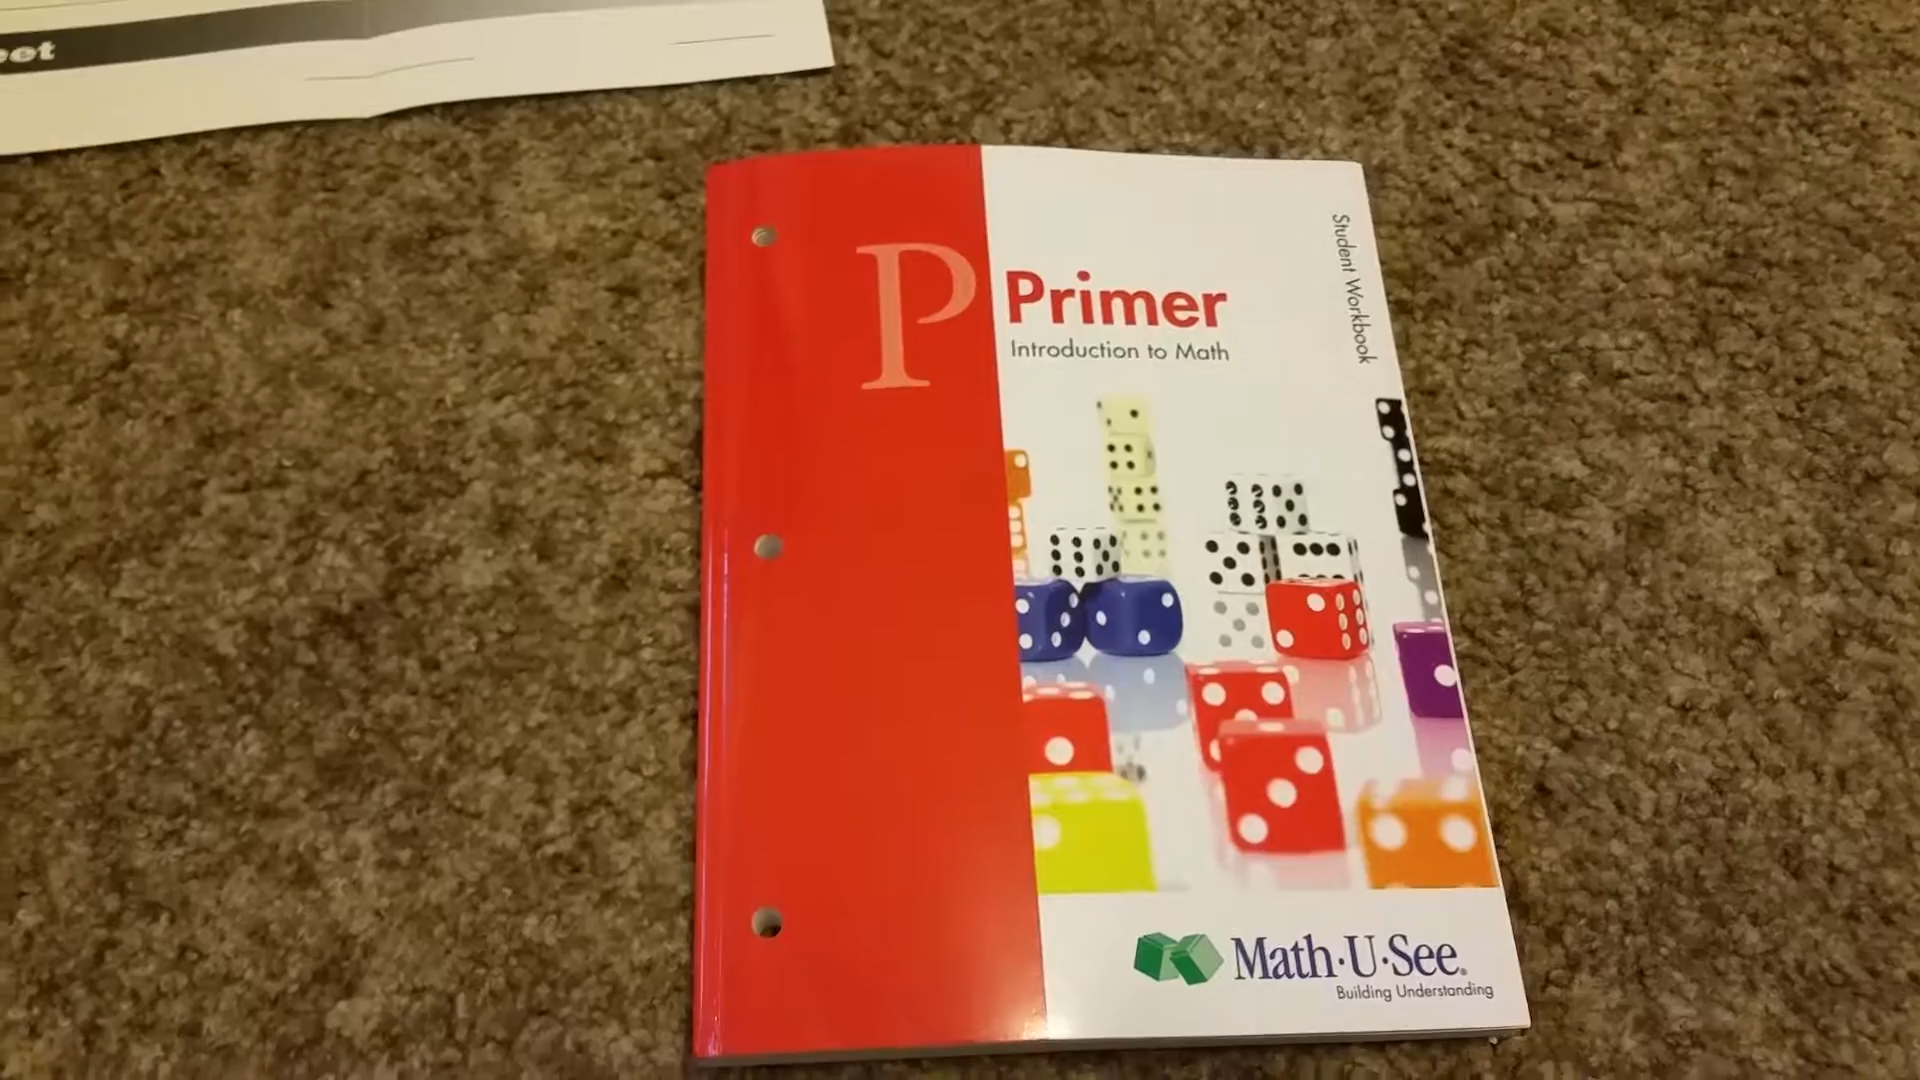 P
Primer
Introduction to Math
Student Workbook
Math·U·See®
Building Understanding